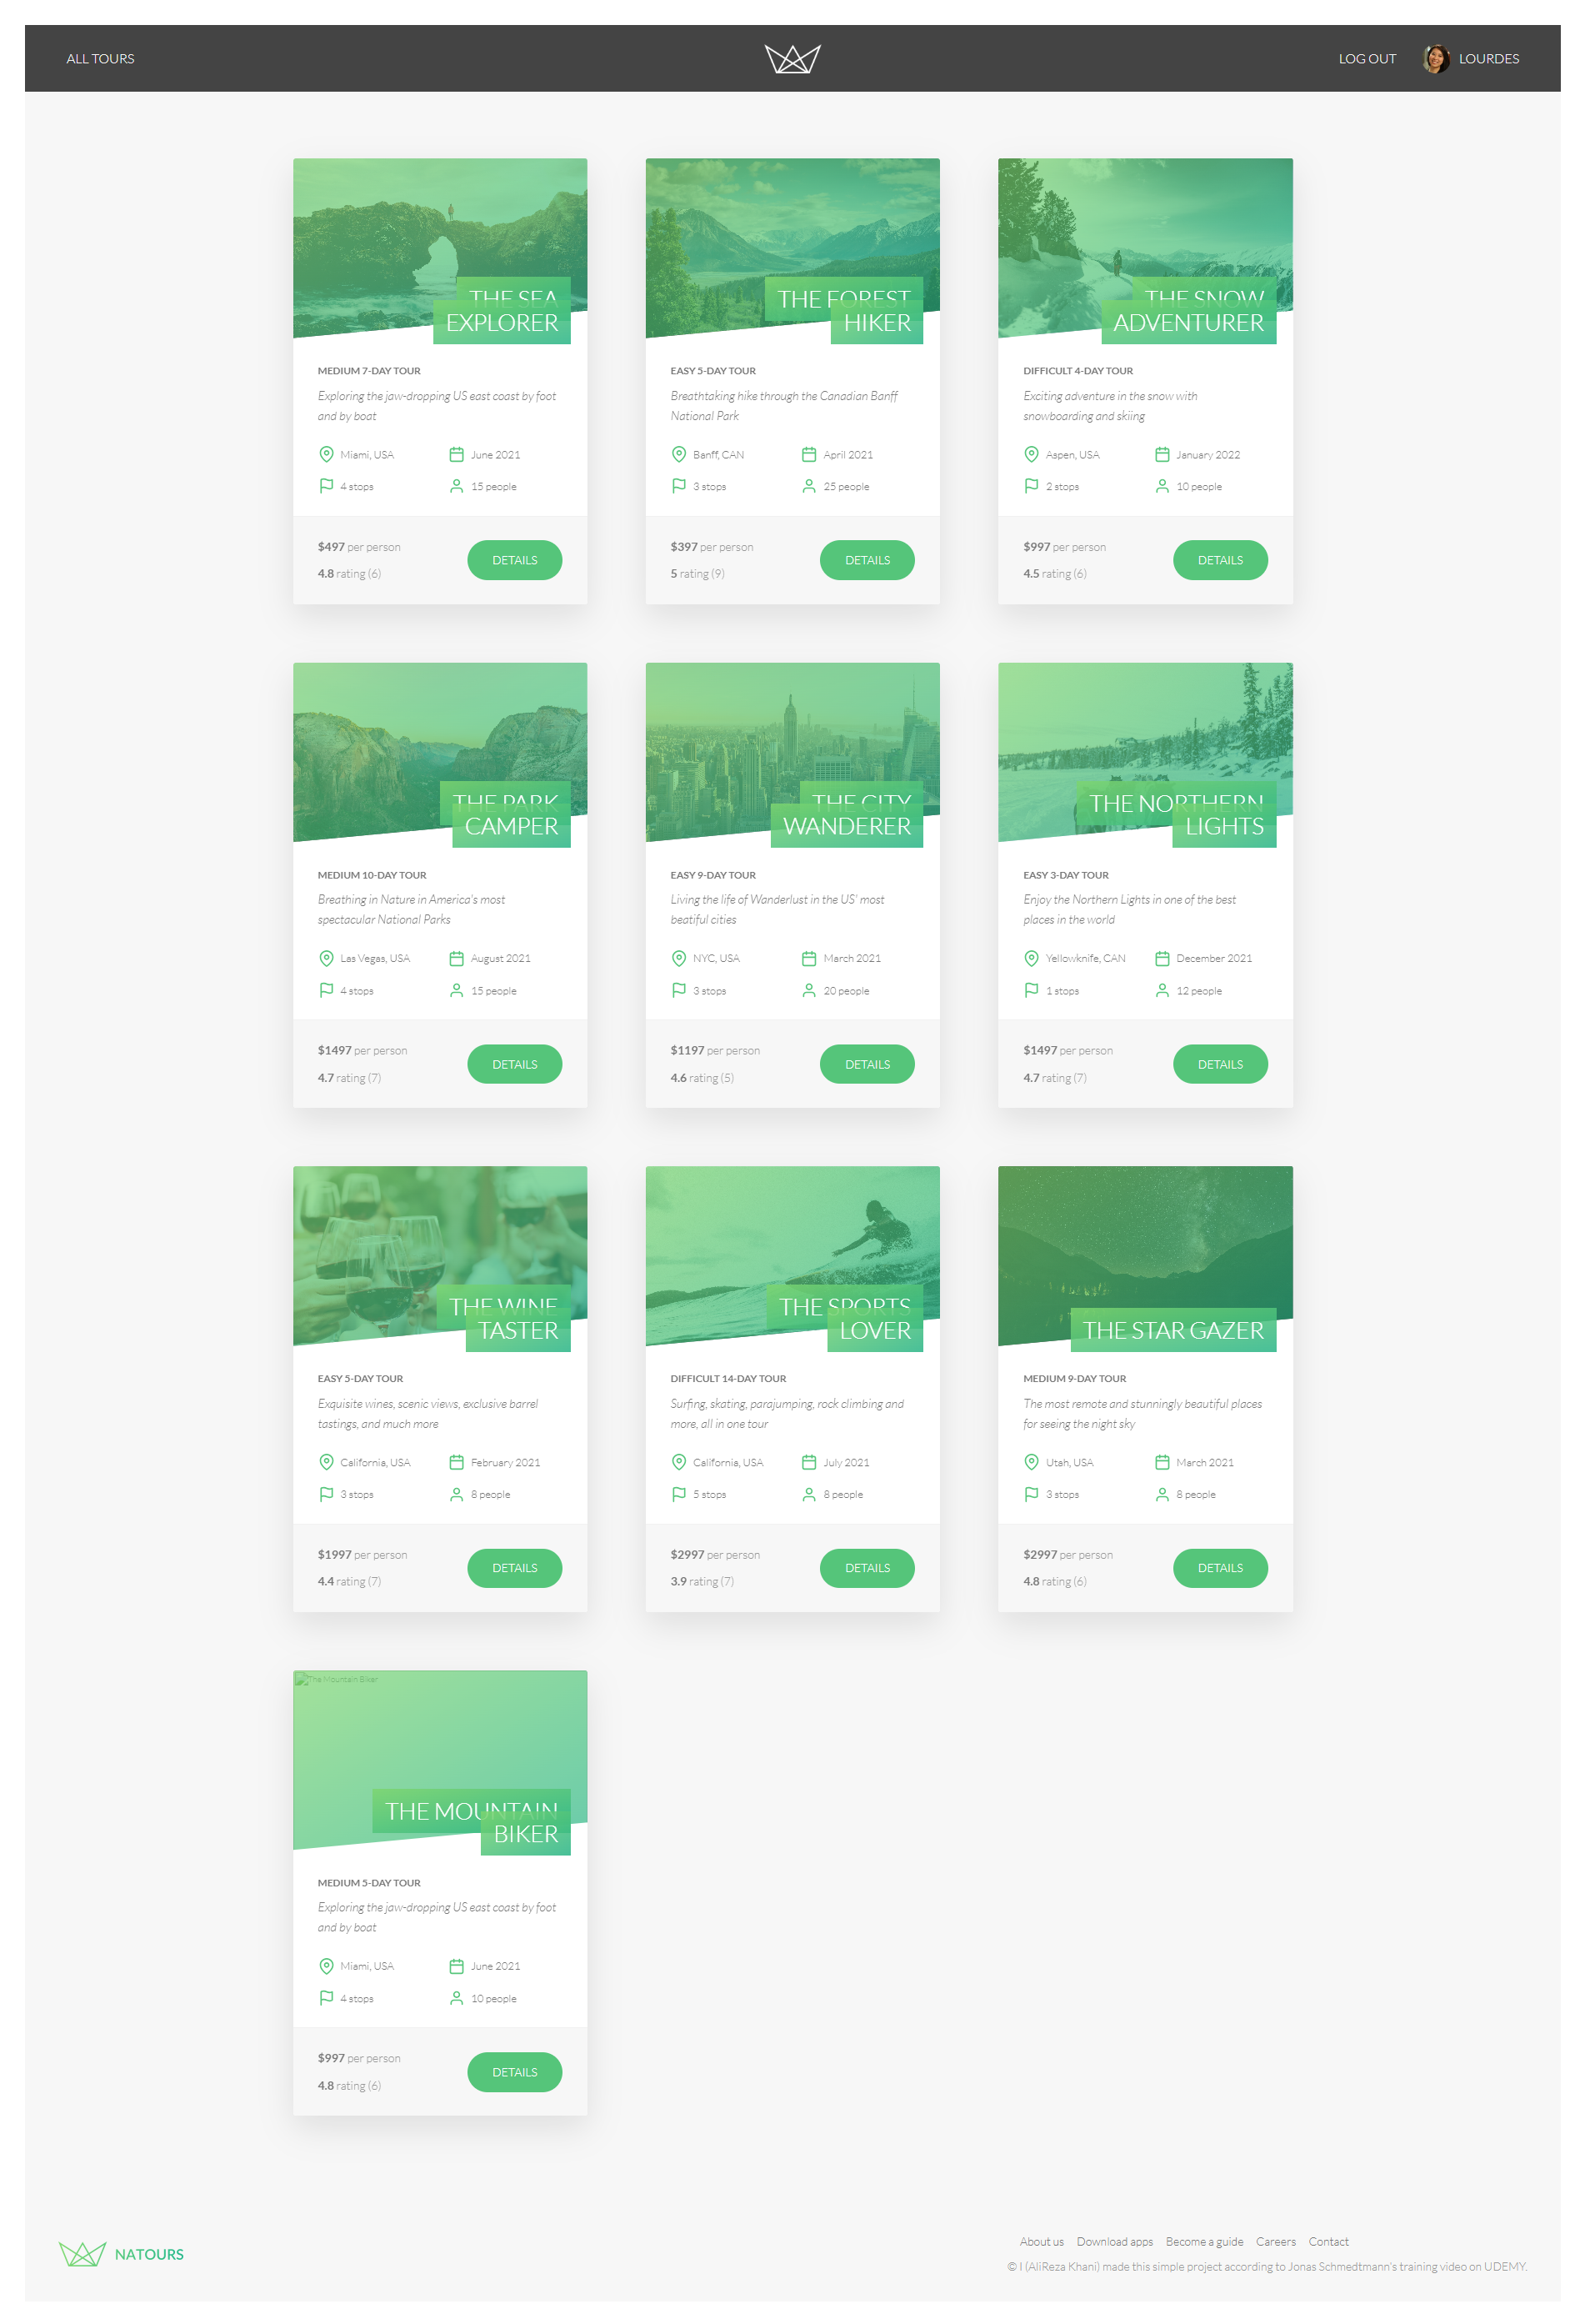 ALL TOURS
LOG OUT
LOURDES
THE SEA
EXPLORER
MEDIUM 7-DAY TOUR
Exploring the jaw-dropping US east coast by foot
and by boat
Miami, USA
June 2021
4 stops
15 people
$497 per person
4.8 rating (6)
DETAILS
THE FOREST
HIKER
EASY 5-DAY TOUR
Breathtaking hike through the Canadian Banff
National Park
Banff, CAN
April 2021
3 stops
25 people
$397 per person
5 rating (9)
DETAILS
THE SNOW
ADVENTURER
DIFFICULT 4-DAY TOUR
Exciting adventure in the snow with
snowboarding and skiing
Aspen, USA
January 2022
2 stops
10 people
$997 per person
4.5 rating (6)
DETAILS
THE PARK
CAMPER
MEDIUM 10-DAY TOUR
Breathing in Nature in America's most
spectacular National Parks
Las Vegas, USA
August 2021
4 stops
15 people
$1497 per person
4.7 rating (7)
DETAILS
THE CITY
WANDERER
EASY 9-DAY TOUR
Living the life of Wanderlust in the US' most
beatiful cities
NYC, USA
March 2021
3 stops
20 people
$1197 per person
4.6 rating (5)
DETAILS
THE NORTHERN
LIGHTS
EASY 3-DAY TOUR
Enjoy the Northern Lights in one of the best
places in the world
Yellowknife, CAN
December 2021
1 stops
12 people
$1497 per person
4.7 rating (7)
DETAILS
THE WINE
TASTER
EASY 5-DAY TOUR
Exquisite wines, scenic views, exclusive barrel
tastings, and much more
California, USA
February 2021
3 stops
8 people
$1997 per person
4.4 rating (7)
DETAILS
THE SPORTS
LOVER
DIFFICULT 14-DAY TOUR
Surfing, skating, parajumping, rock climbing and
more, all in one tour
California, USA
July 2021
5 stops
8 people
$2997 per person
3.9 rating (7)
DETAILS
THE STAR GAZER
MEDIUM 9-DAY TOUR
The most remote and stunningly beautiful places
for seeing the night sky
Utah, USA
March 2021
3 stops
8 people
$2997 per person
4.8 rating (6)
DETAILS
The Mountain Biker
THE MOUNTAIN
BIKER
MEDIUM 5-DAY TOUR
Exploring the jaw-dropping US east coast by foot
and by boat
Miami, USA
June 2021
4 stops
10 people
$997 per person
4.8 rating (6)
DETAILS
NATOURS
About us Download apps Become a guide Careers Contact
© I (AliReza Khani) made this simple project according to Jonas Schmedtmann's training video on UDEMY.